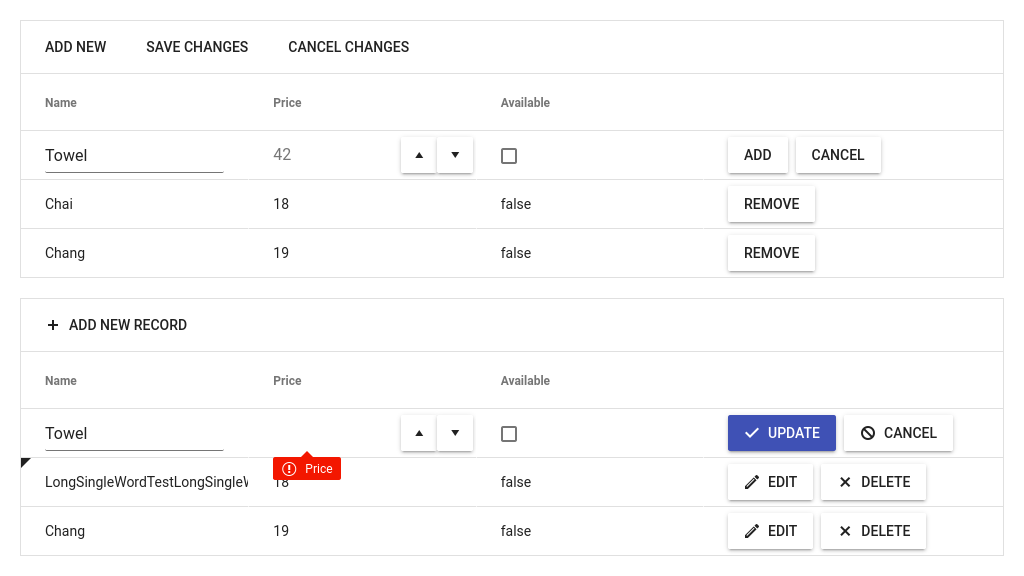 ADD NEW SAVE CHANGES CANCEL CHANGES
Name Price Available
Towel 42 ADD CANCEL
Chai 18 false REMOVE
Chang 19 false REMOVE
ADD NEW RECORD
Name Price Available
Towel UPDATE CANCEL
Price
LongSingleWordTestLongSingleW 18 false EDIT DELETE
Chang 19 false EDIT DELETE